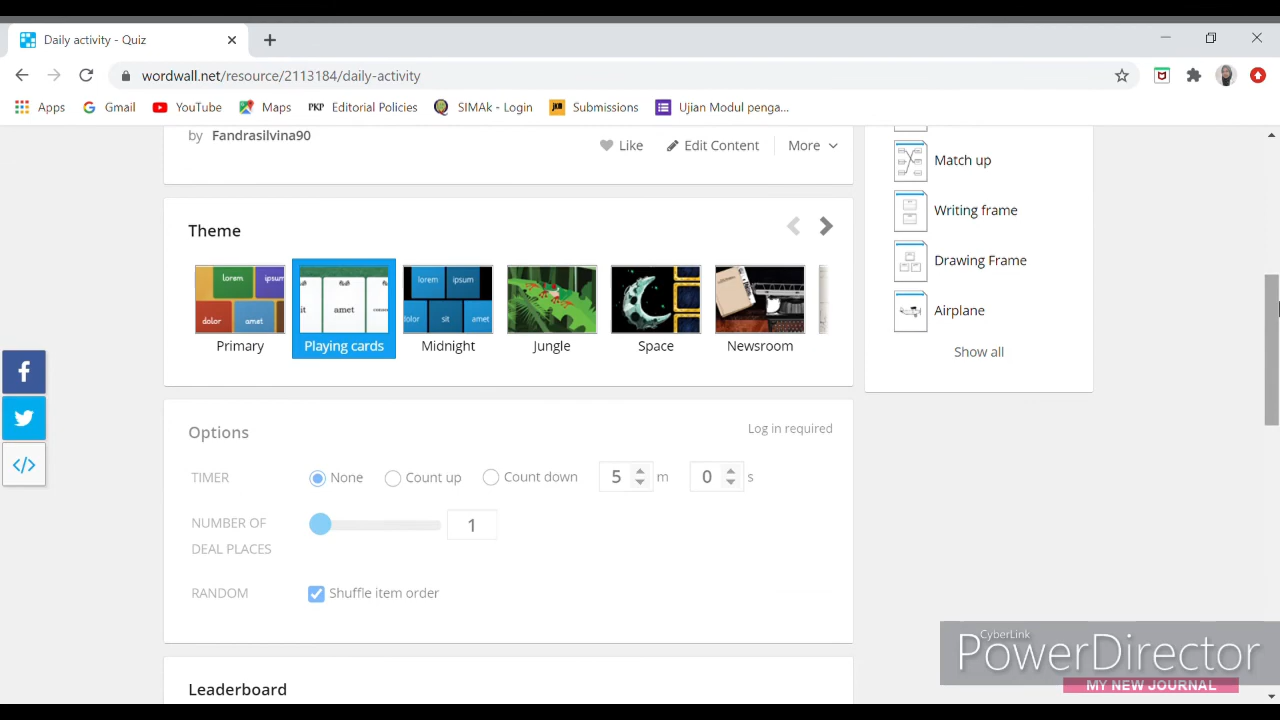 Daily activity - Quiz
wordwall.net/resource/2113184/daily-activity
Apps Gmail YouTube Maps PKP Editorial Policies SIMAk - Login Submissions Ujian Modul penga...
by Fandrasilvina90
Like Edit Content More
Match up
Writing frame
Drawing Frame
Airplane
Show all
Theme
lorem ipsum dolor amet
amet
lorem ipsum dolor sit amet
Primary Playing cards Midnight Jungle Space Newsroom
Options Log in required
TIMER None Count up Count down 5 m 0 s
NUMBER OF
DEAL PLACES 1
RANDOM Shuffle item order
Leaderboard
CyberLink
PowerDirector
MY NEW JOURNAL